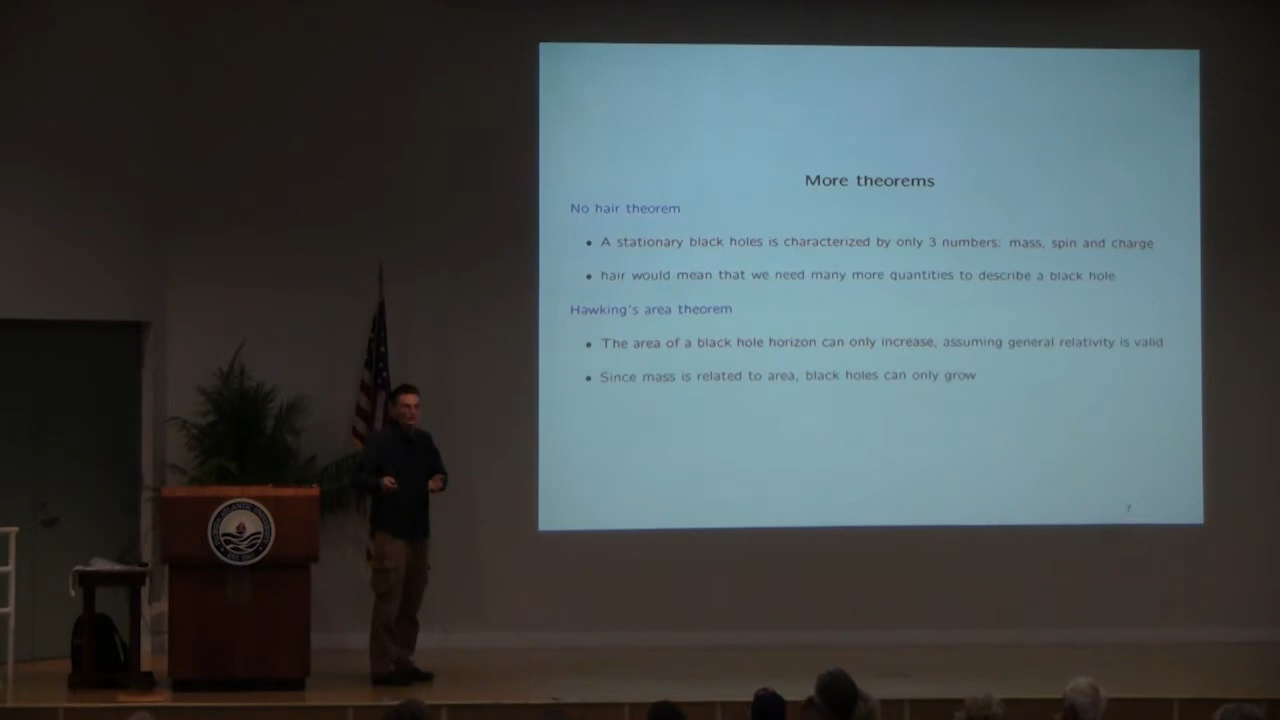 More theorems
No hair theorem
• A stationary black holes is characterized by only 3 numbers: mass, spin and charge
• hair would mean that we need many more quantities to describe a black hole
Hawking's area theorem
• The area of a black hole horizon can only increase, assuming general relativity is valid
• Since mass is related to area, black holes can only grow
7